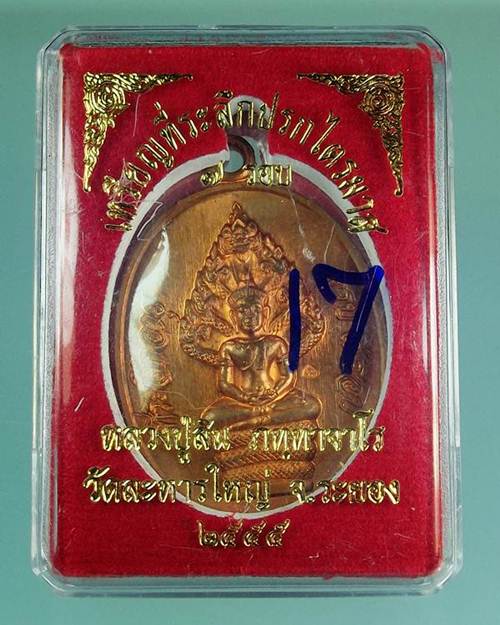 เหรียญที่ระลึกปรกไตรมาส
๗ รอบ
17
หลวงปู่สิน ภทฺทาจาโร
วัดละหารใหญ่ จ.ระยอง
๒๕๕๕